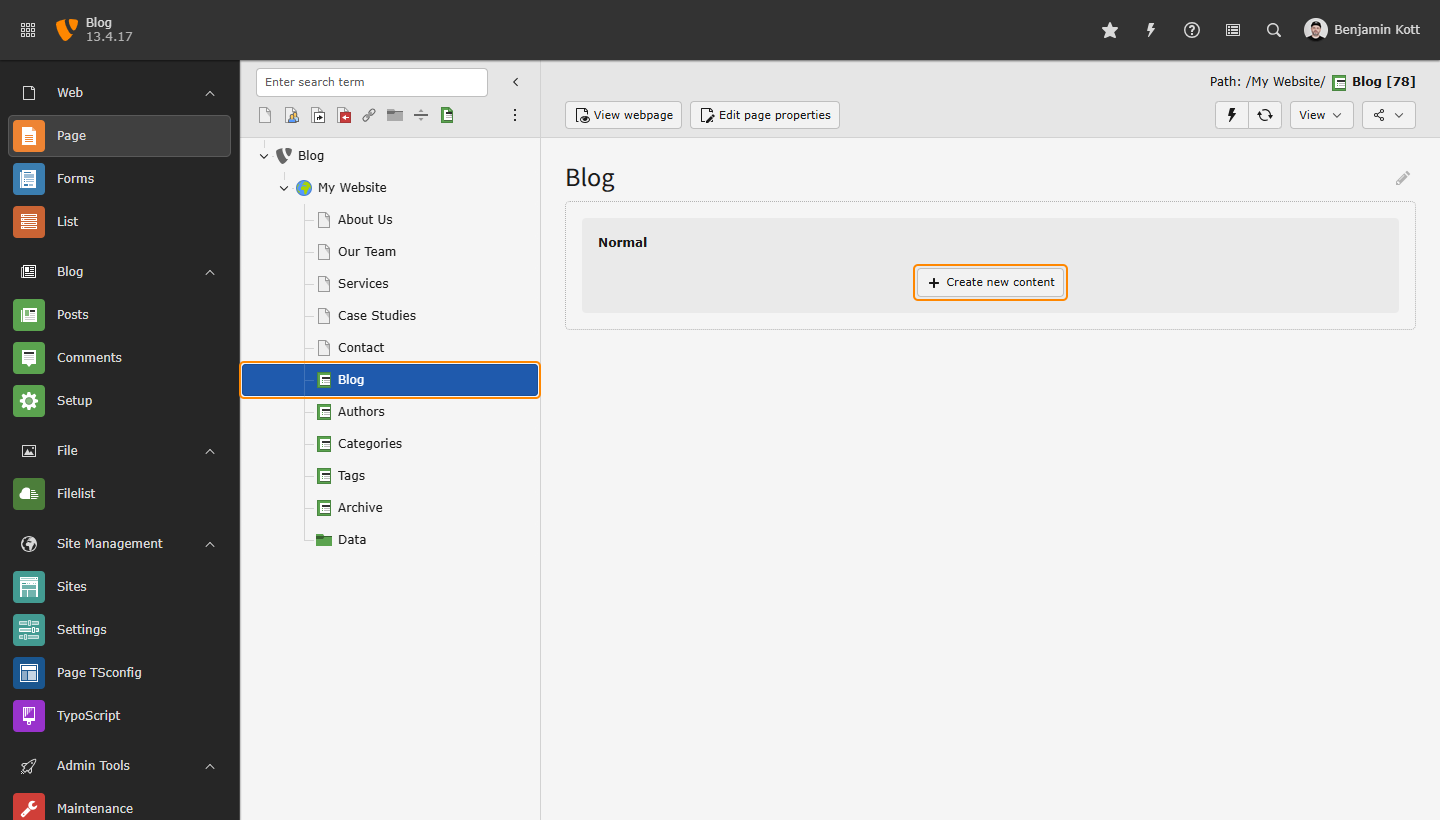 Blog
13.4.17
Benjamin Kott
Web
Page
Forms
List
Blog
Posts
Comments
Setup
File
Filelist
Site Management
Sites
Settings
Page TSconfig
TypoScript
Admin Tools
Maintenance
Enter search term
Blog
My Website
About Us
Our Team
Services
Case Studies
Contact
Blog
Authors
Categories
Tags
Archive
Data
Path: /My Website/ Blog [78]
View webpage
Edit page properties
View
Blog
Normal
Create new content